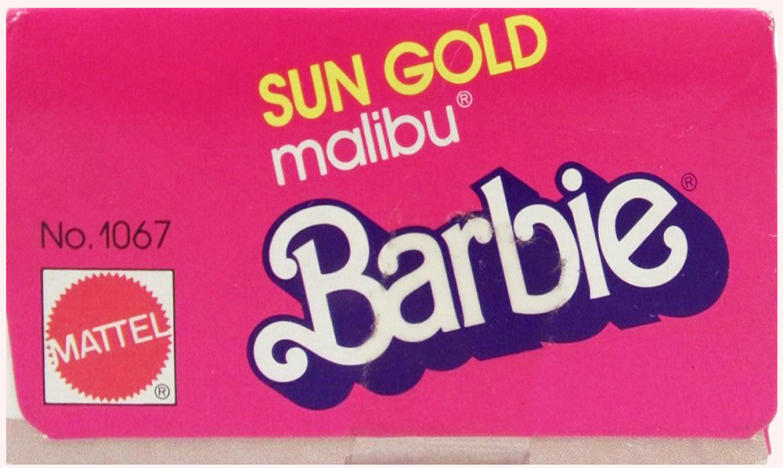 SUN GOLD
malibu®
Barbie®
No. 1067
MATTEL
®